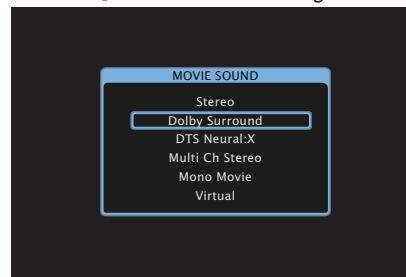 MOVIE SOUND
Stereo
Dolby Surround
DTS Neural:X
Multi Ch Stereo
Mono Movie
Virtual